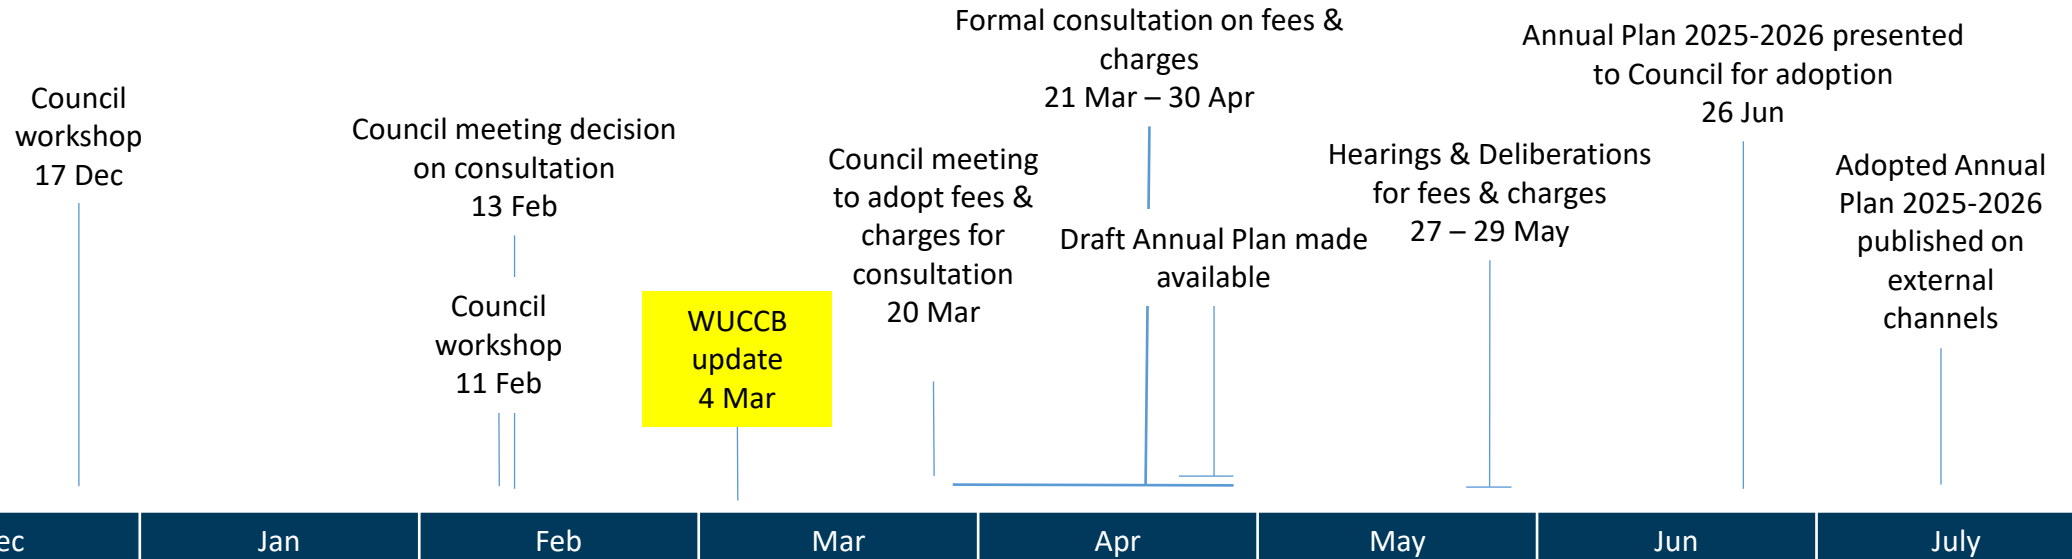 Council
workshop
17 Dec
Council meeting decision
on consultation
13 Feb
Council
workshop
11 Feb
WUCCB
update
4 Mar
Council meeting
to adopt fees &
charges for
consultation
20 Mar
Formal consultation on fees &
charges
21 Mar – 30 Apr
Draft Annual Plan made
available
Hearings & Deliberations
for fees & charges
27 – 29 May
Annual Plan 2025-2026 presented
to Council for adoption
26 Jun
Adopted Annual
Plan 2025-2026
published on
external
channels
ec Jan Feb Mar Apr May Jun July